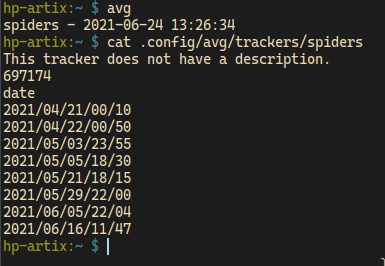 hp-artix:~ $ avg
spiders - 2021-06-24 13:26:34
hp-artix:~ $ cat .config/avg/trackers/spiders
This tracker does not have a description.
697174
date
2021/04/21/00/10
2021/04/22/00/50
2021/05/03/23/55
2021/05/05/18/30
2021/05/21/18/15
2021/05/29/22/00
2021/06/05/22/04
2021/06/16/11/47
hp-artix:~ $